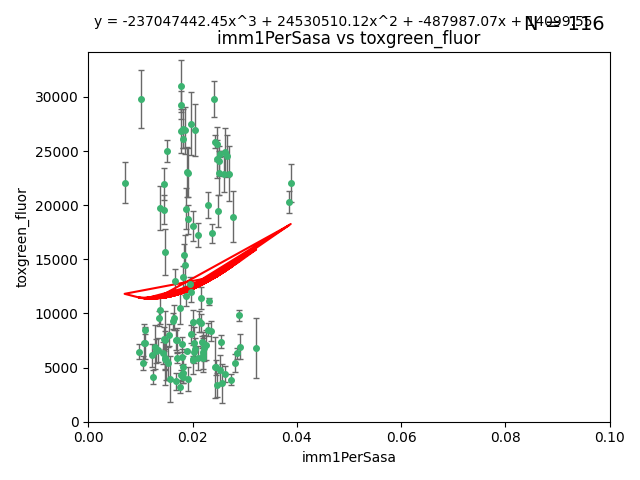 y = -237047442.45x^3 + 24530510.12x^2 + -487987.07x +
N = 116
imm1PerSasa vs toxgreen_fluor
30000
25000
20000
15000
10000
5000
0
toxgreen_fluor
0.00 0.02 0.04 0.06 0.08 0.10
imm1PerSasa